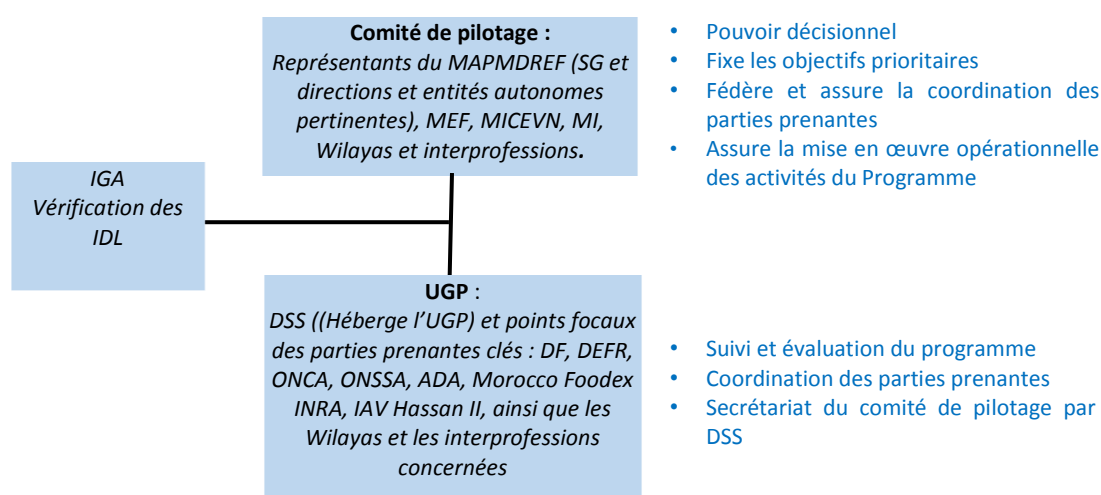 Comité de pilotage :
Représentants du MAPMDREF (SG et
directions et entités autonomes
pertinentes), MEF, MICEVN, MI,
Wilayas et interprofessions.
• Pouvoir décisionnel
• Fixe les objectifs prioritaires
• Fédère et assure la coordination des
parties prenantes
• Assure la mise en œuvre opérationnelle
des activités du Programme
IGA
Vérification des
IDL
UGP :
DSS ((Héberge l’UGP) et points focaux
des parties prenantes clés : DF, DEFR,
ONCA, ONSSA, ADA, Morocco Foodex
INRA, IAV Hassan II, ainsi que les
Wilayas et les interprofessions
concernées
• Suivi et évaluation du programme
• Coordination des parties prenantes
• Secrétariat du comité de pilotage par
DSS